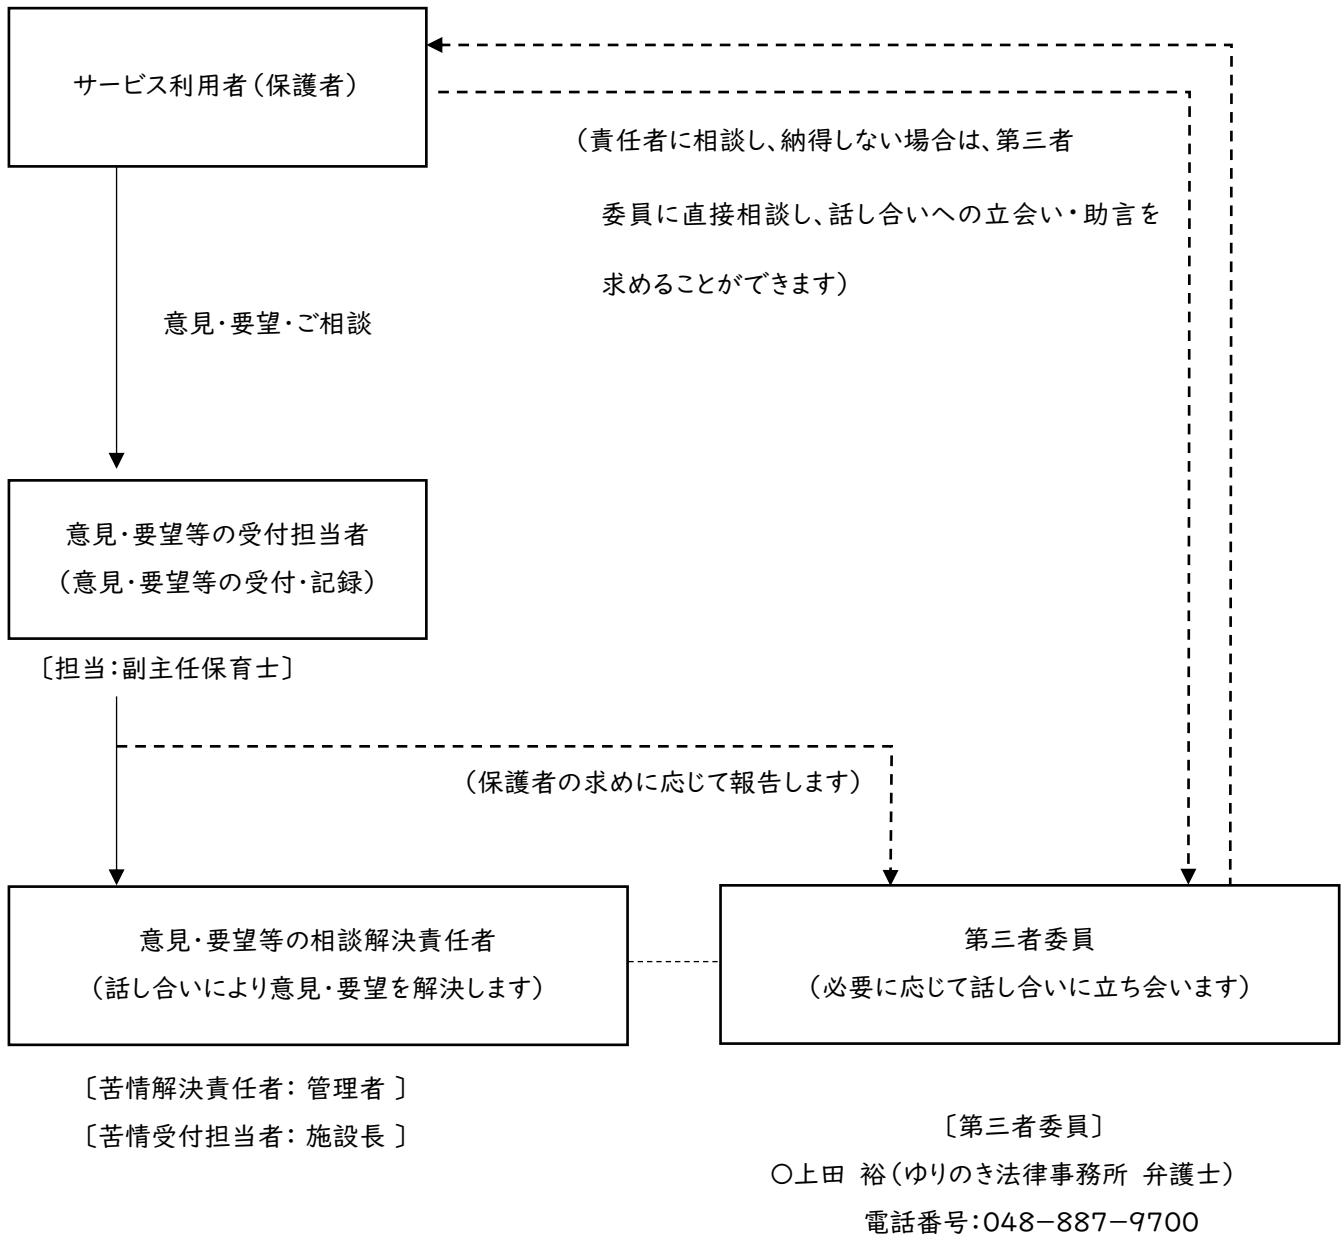 サービス利用者（保護者）
（責任者に相談し、納得しない場合は、第三者
委員に直接相談し、話し合いへの立会い・助言を
求めることができます）
意見・要望・ご相談
意見・要望等の受付担当者
（意見・要望等の受付・記録）
〔担当：副主任保育士〕
（保護者の求めに応じて報告します）
意見・要望等の相談解決責任者
（話し合いにより意見・要望を解決します）
第三者委員
（必要に応じて話し合いに立ち会います）
〔苦情解決責任者： 管理者 〕
〔苦情受付担当者： 施設長 〕
〔第三者委員〕
〇上田 裕（ゆりのき法律事務所 弁護士）
電話番号：048－887－9700